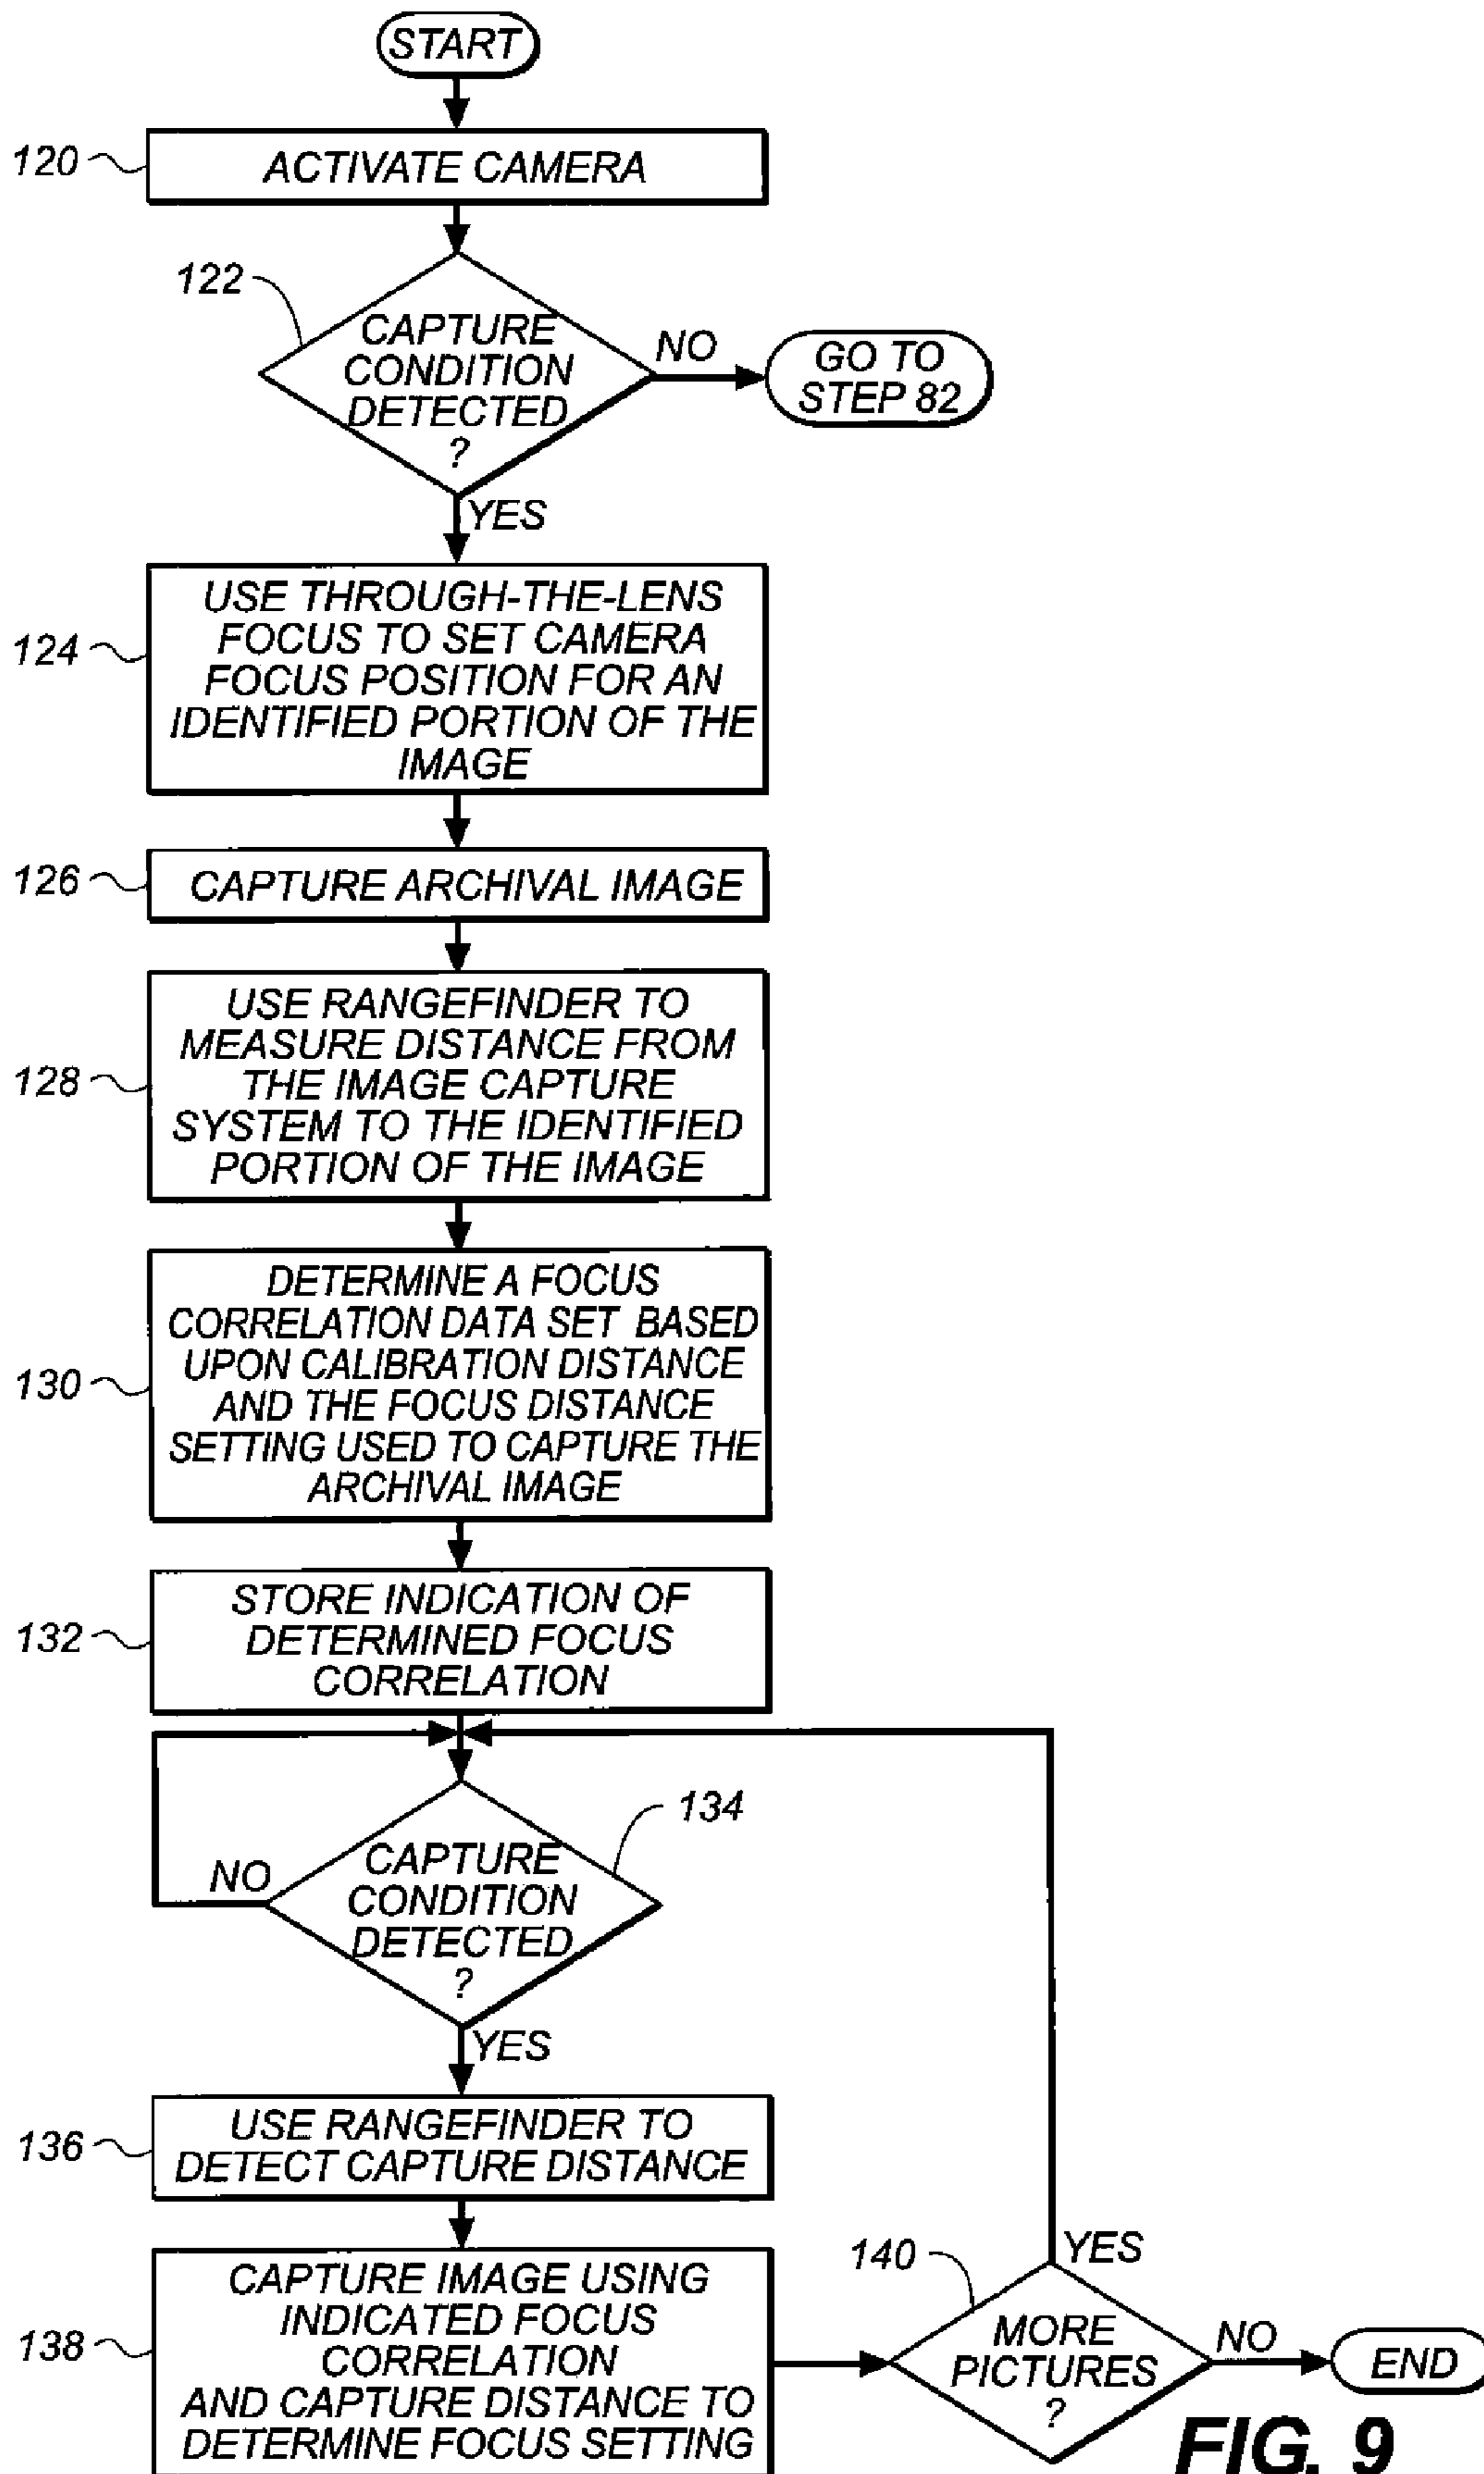 START
120
ACTIVATE CAMERA
122
CAPTURE
CONDITION
DETECTED
?
NO
GO TO
STEP 82
YES
124
USE THROUGH-THE-LENS
FOCUS TO SET CAMERA
FOCUS POSITION FOR AN
IDENTIFIED PORTION OF THE
IMAGE
126
CAPTURE ARCHIVAL IMAGE
128
USE RANGEFINDER TO
MEASURE DISTANCE FROM
THE IMAGE CAPTURE
SYSTEM TO THE IDENTIFIED
PORTION OF THE IMAGE
130
DETERMINE A FOCUS
CORRELATION DATA SET BASED
UPON CALIBRATION DISTANCE
AND THE FOCUS DISTANCE
SETTING USED TO CAPTURE THE
ARCHIVAL IMAGE
132
STORE INDICATION OF
DETERMINED FOCUS
CORRELATION
134
CAPTURE
CONDITION
DETECTED
?
NO
YES
136
USE RANGEFINDER TO
DETECT CAPTURE DISTANCE
138
CAPTURE IMAGE USING
INDICATED FOCUS
CORRELATION
AND CAPTURE DISTANCE TO
DETERMINE FOCUS SETTING
140
MORE
PICTURES
?
YES
NO
END
FIG. 9